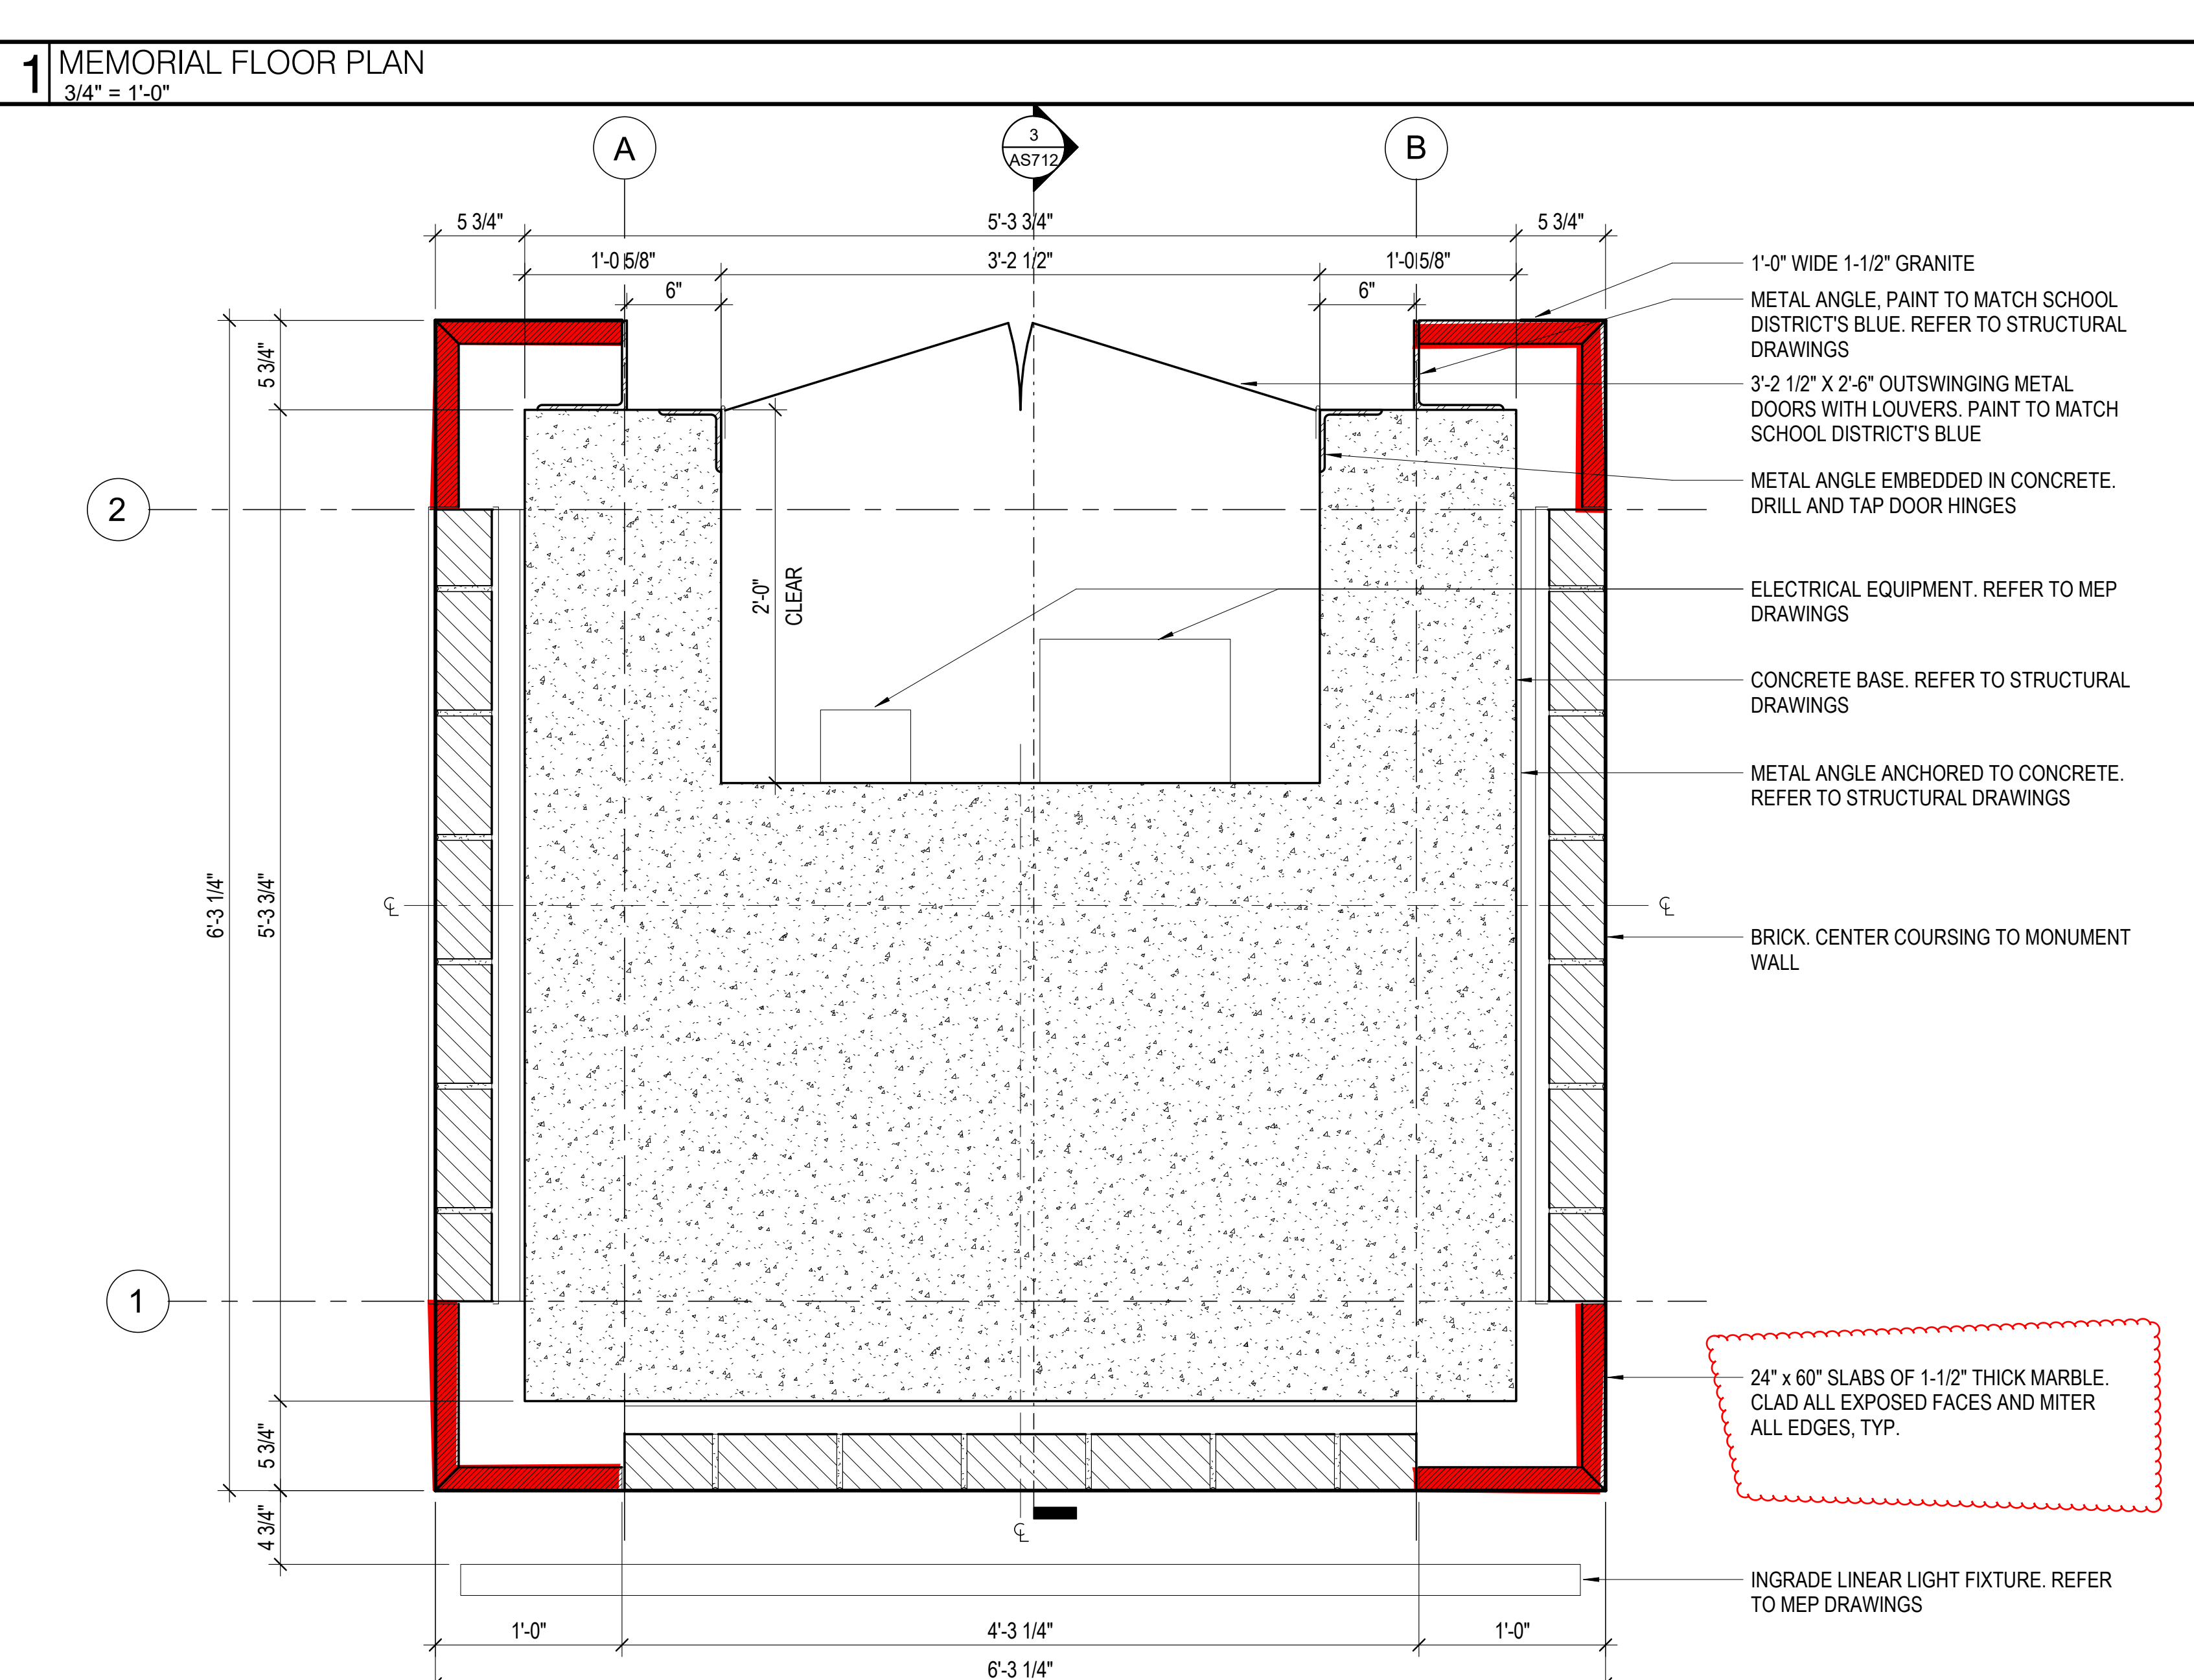 1 MEMORIAL FLOOR PLAN
3/4" = 1'-0"
A
3
AS712
B
5 3/4"
5'-3 3/4"
5 3/4"
1'-0 5/8"
3'-2 1/2"
1'-0 5/8"
6"
6"
1'-0" WIDE 1-1/2" GRANITE
METAL ANGLE, PAINT TO MATCH SCHOOL
DISTRICT'S BLUE. REFER TO STRUCTURAL
DRAWINGS
5 3/4"
3'-2 1/2" X 2'-6" OUTSWINGING METAL
DOORS WITH LOUVERS. PAINT TO MATCH
SCHOOL DISTRICT'S BLUE
METAL ANGLE EMBEDDED IN CONCRETE.
DRILL AND TAP DOOR HINGES
2
2'-0"
CLEAR
ELECTRICAL EQUIPMENT. REFER TO MEP
DRAWINGS
CONCRETE BASE. REFER TO STRUCTURAL
DRAWINGS
METAL ANGLE ANCHORED TO CONCRETE.
REFER TO STRUCTURAL DRAWINGS
6'-3 1/4"
5'-3 3/4"
CL
CL
BRICK. CENTER COURSING TO MONUMENT
WALL
1
24" x 60" SLABS OF 1-1/2" THICK MARBLE.
CLAD ALL EXPOSED FACES AND MITER
ALL EDGES, TYP.
5 3/4"
4 3/4"
CL
INGRADE LINEAR LIGHT FIXTURE. REFER
TO MEP DRAWINGS
1'-0"
4'-3 1/4"
1'-0"
6'-3 1/4"